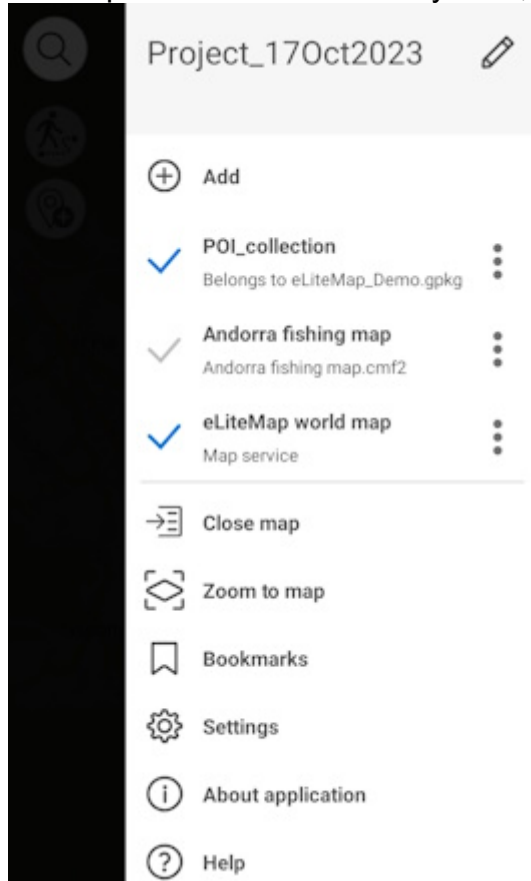 Project_17Oct2023
Add
POI_collection
Belongs to eLiteMap_Demo.gpkg
Andorra fishing map
Andorra fishing map.cmf2
eLiteMap world map
Map service
Close map
Zoom to map
Bookmarks
Settings
About application
Help